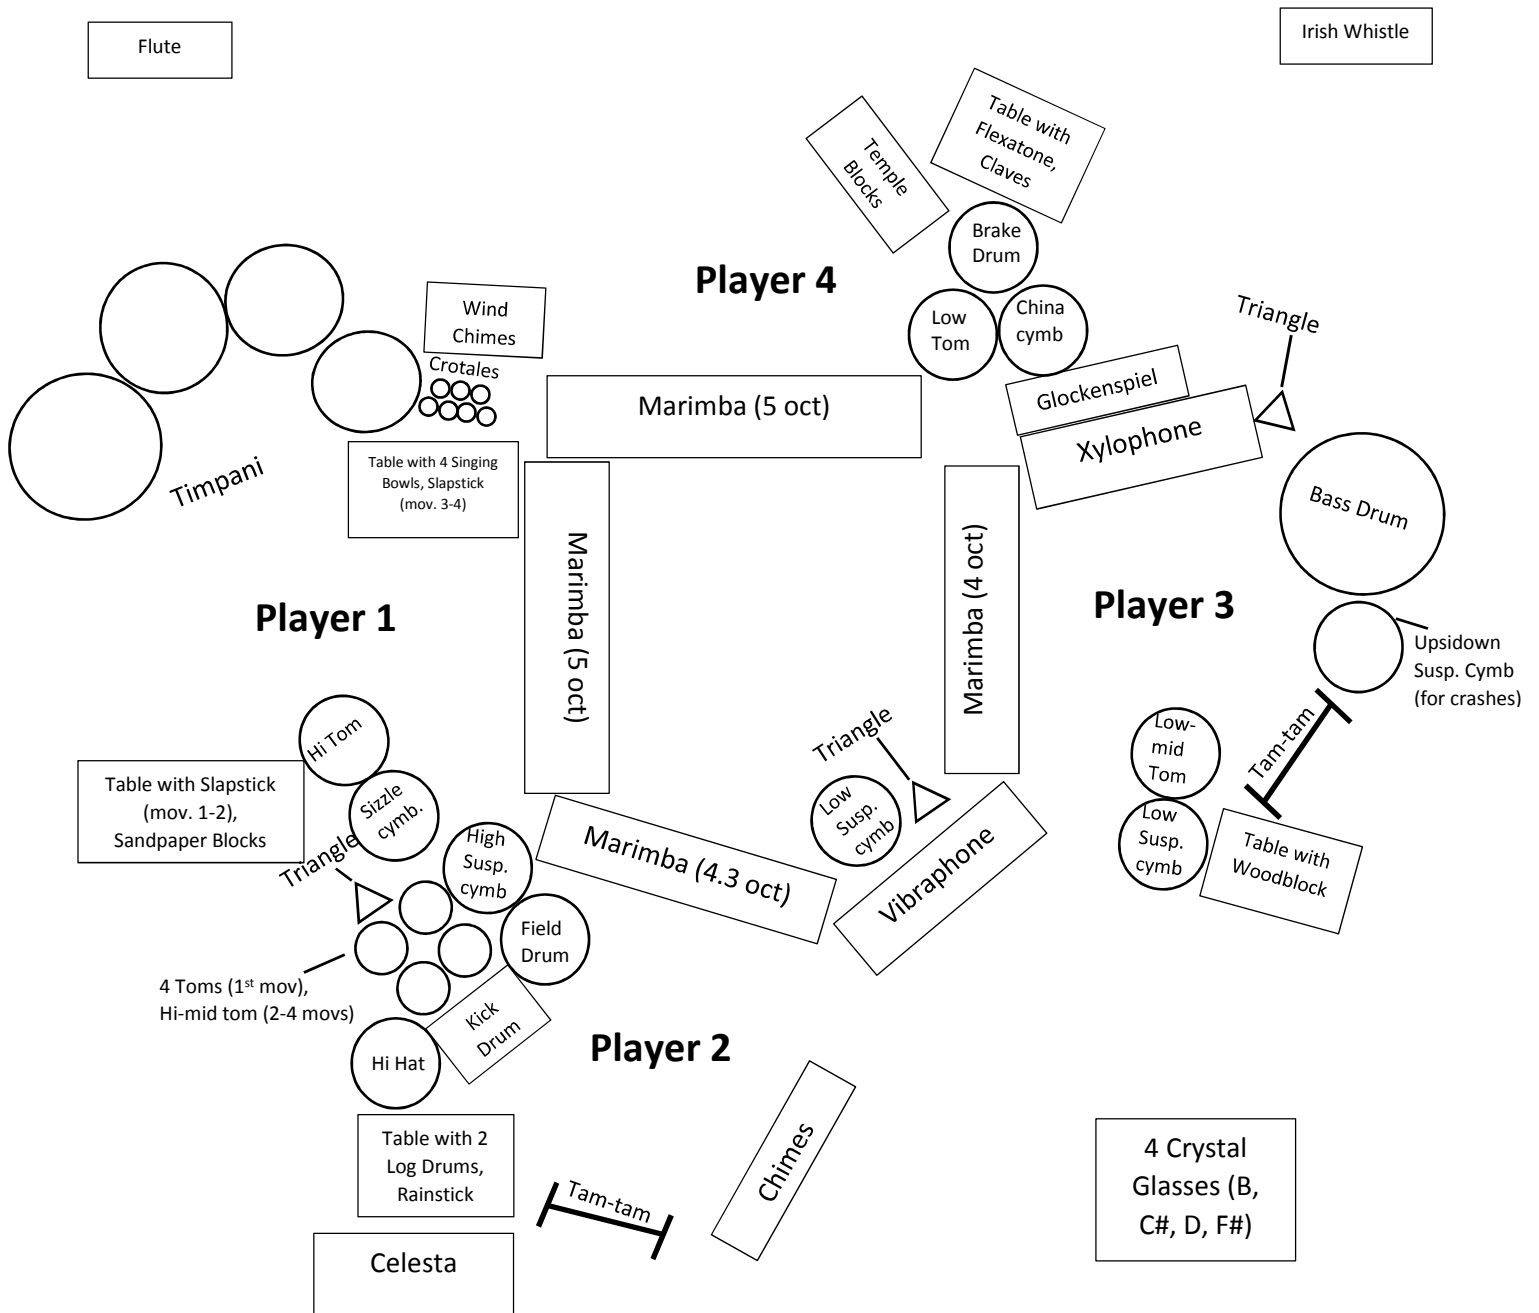 Flute
Irish Whistle
Table with
Flexatone,
Claves
Temple
Blocks
Brake
Drum
Player 4
Wind
Chimes
Low
Tom
China
cymb
Triangle
Crotales
Glockenspiel
Marimba (5 oct)
Xylophone
Timpani
Table with 4 Singing
Bowls, Slapstick
(mov. 3-4)
Bass Drum
Marimba (5 oct)
Marimba (4 oct)
Player 1
Player 3
Upsidown
Susp. Cymb
(for crashes)
Hi Tom
Triangle
Low-
mid
Tom
Tam-tam
Table with Slapstick
(mov. 1-2),
Sandpaper Blocks
Sizzle
cymb.
Low
Susp.
cymb
High
Susp.
cymb
Marimba (4.3 oct)
Vibraphone
Low
Susp.
cymb
Table with
Woodblock
Triangle
Field
Drum
4 Toms (1st mov),
Hi-mid tom (2-4 movs)
Kick
Drum
Player 2
Hi Hat
Chimes
Table with 2
Log Drums,
Rainstick
Tam-tam
4 Crystal
Glasses (B,
C#, D, F#)
Celesta